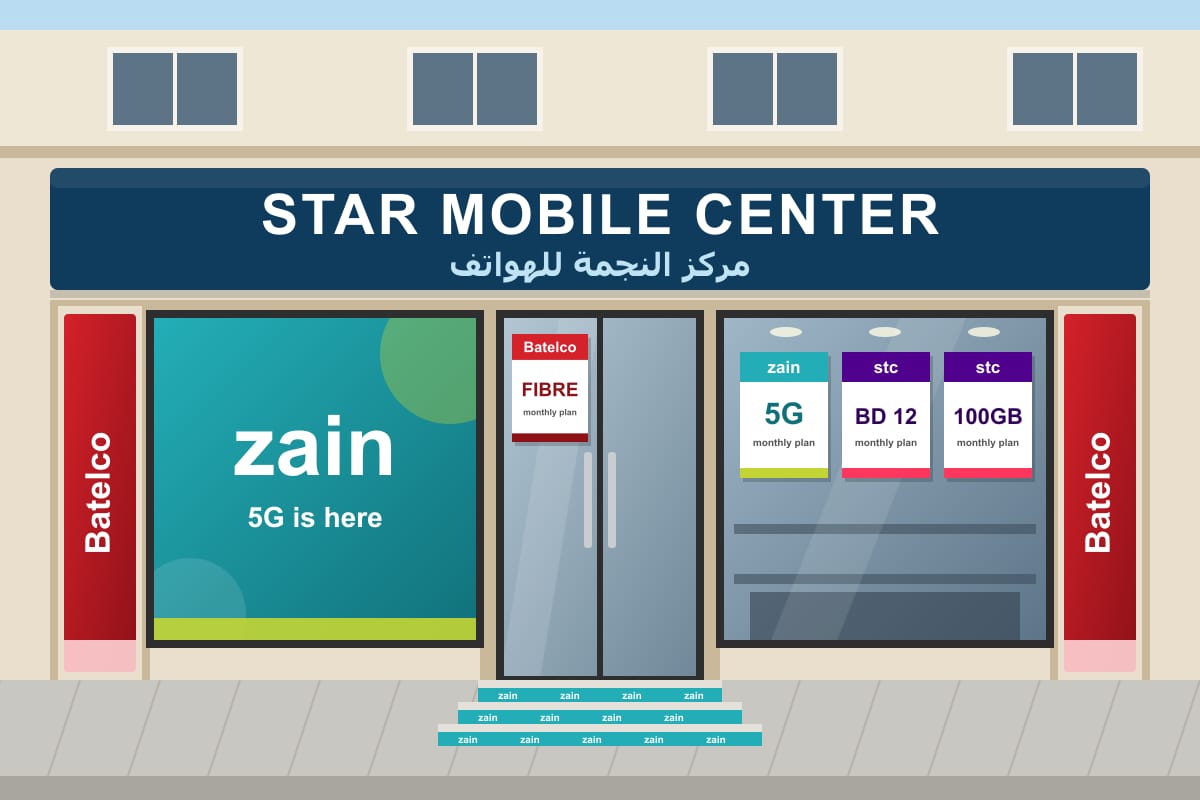 STAR MOBILE CENTER
مركز النجمة للهواتف
Batelco
zain
5G is here
Batelco
FIBRE
monthly plan
zain
5G
monthly plan
stc
BD 12
monthly plan
stc
100GB
monthly plan
Batelco
zain zain zain zain
zain zain zain zain
zain zain zain zain zain